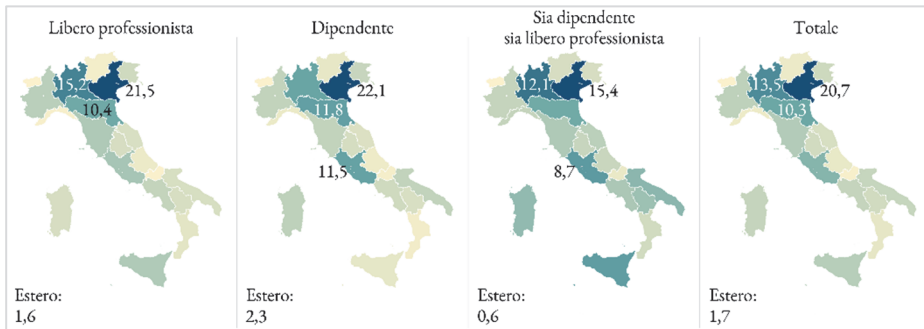 Libero professionista
15,2
21,5
10,4
Estero:
1,6
Dipendente
22,1
11,8
11,5
Estero:
2,3
Sia dipendente
sia libero professionista
12,1
15,4
8,7
Estero:
0,6
Totale
13,5
20,7
10,3
Estero:
1,7